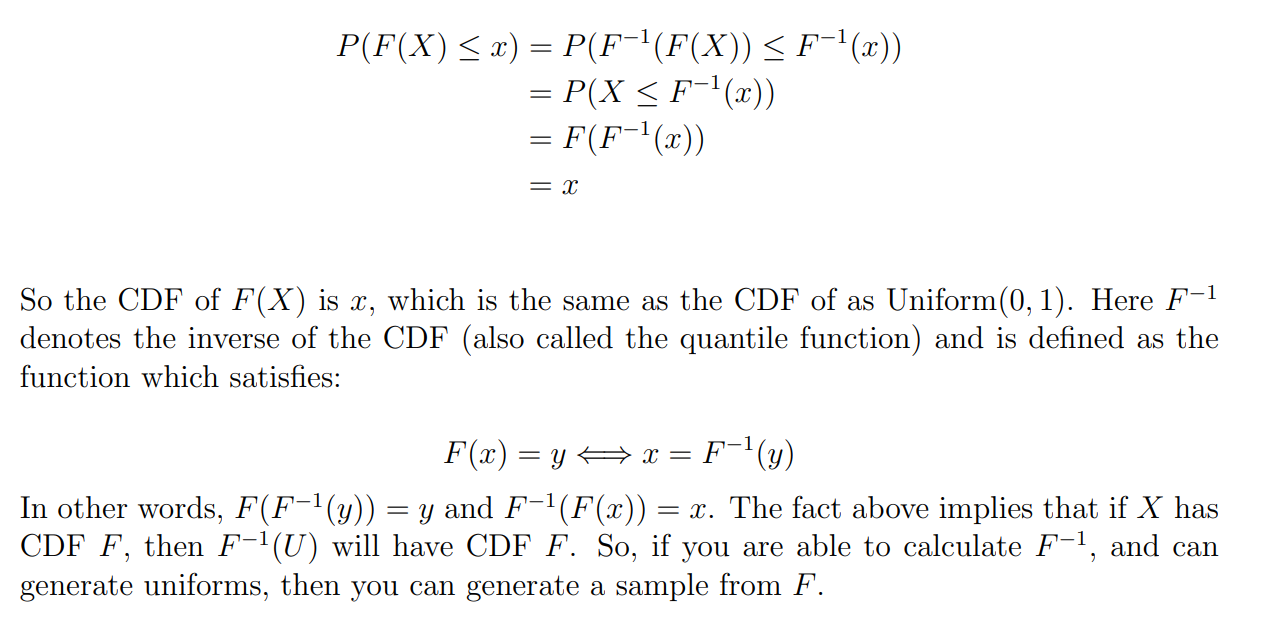 P(F(X) ≤ x) = P(F⁻¹(F(X)) ≤ F⁻¹(x))
= P(X ≤ F⁻¹(x))
= F(F⁻¹(x))
= x
So the CDF of F(X) is x, which is the same as the CDF of as Uniform(0, 1). Here F⁻¹
denotes the inverse of the CDF (also called the quantile function) and is defined as the
function which satisfies:
F(x) = y ⟺ x = F⁻¹(y)
In other words, F(F⁻¹(y)) = y and F⁻¹(F(x)) = x. The fact above implies that if X has
CDF F, then F⁻¹(U) will have CDF F. So, if you are able to calculate F⁻¹, and can
generate uniforms, then you can generate a sample from F.